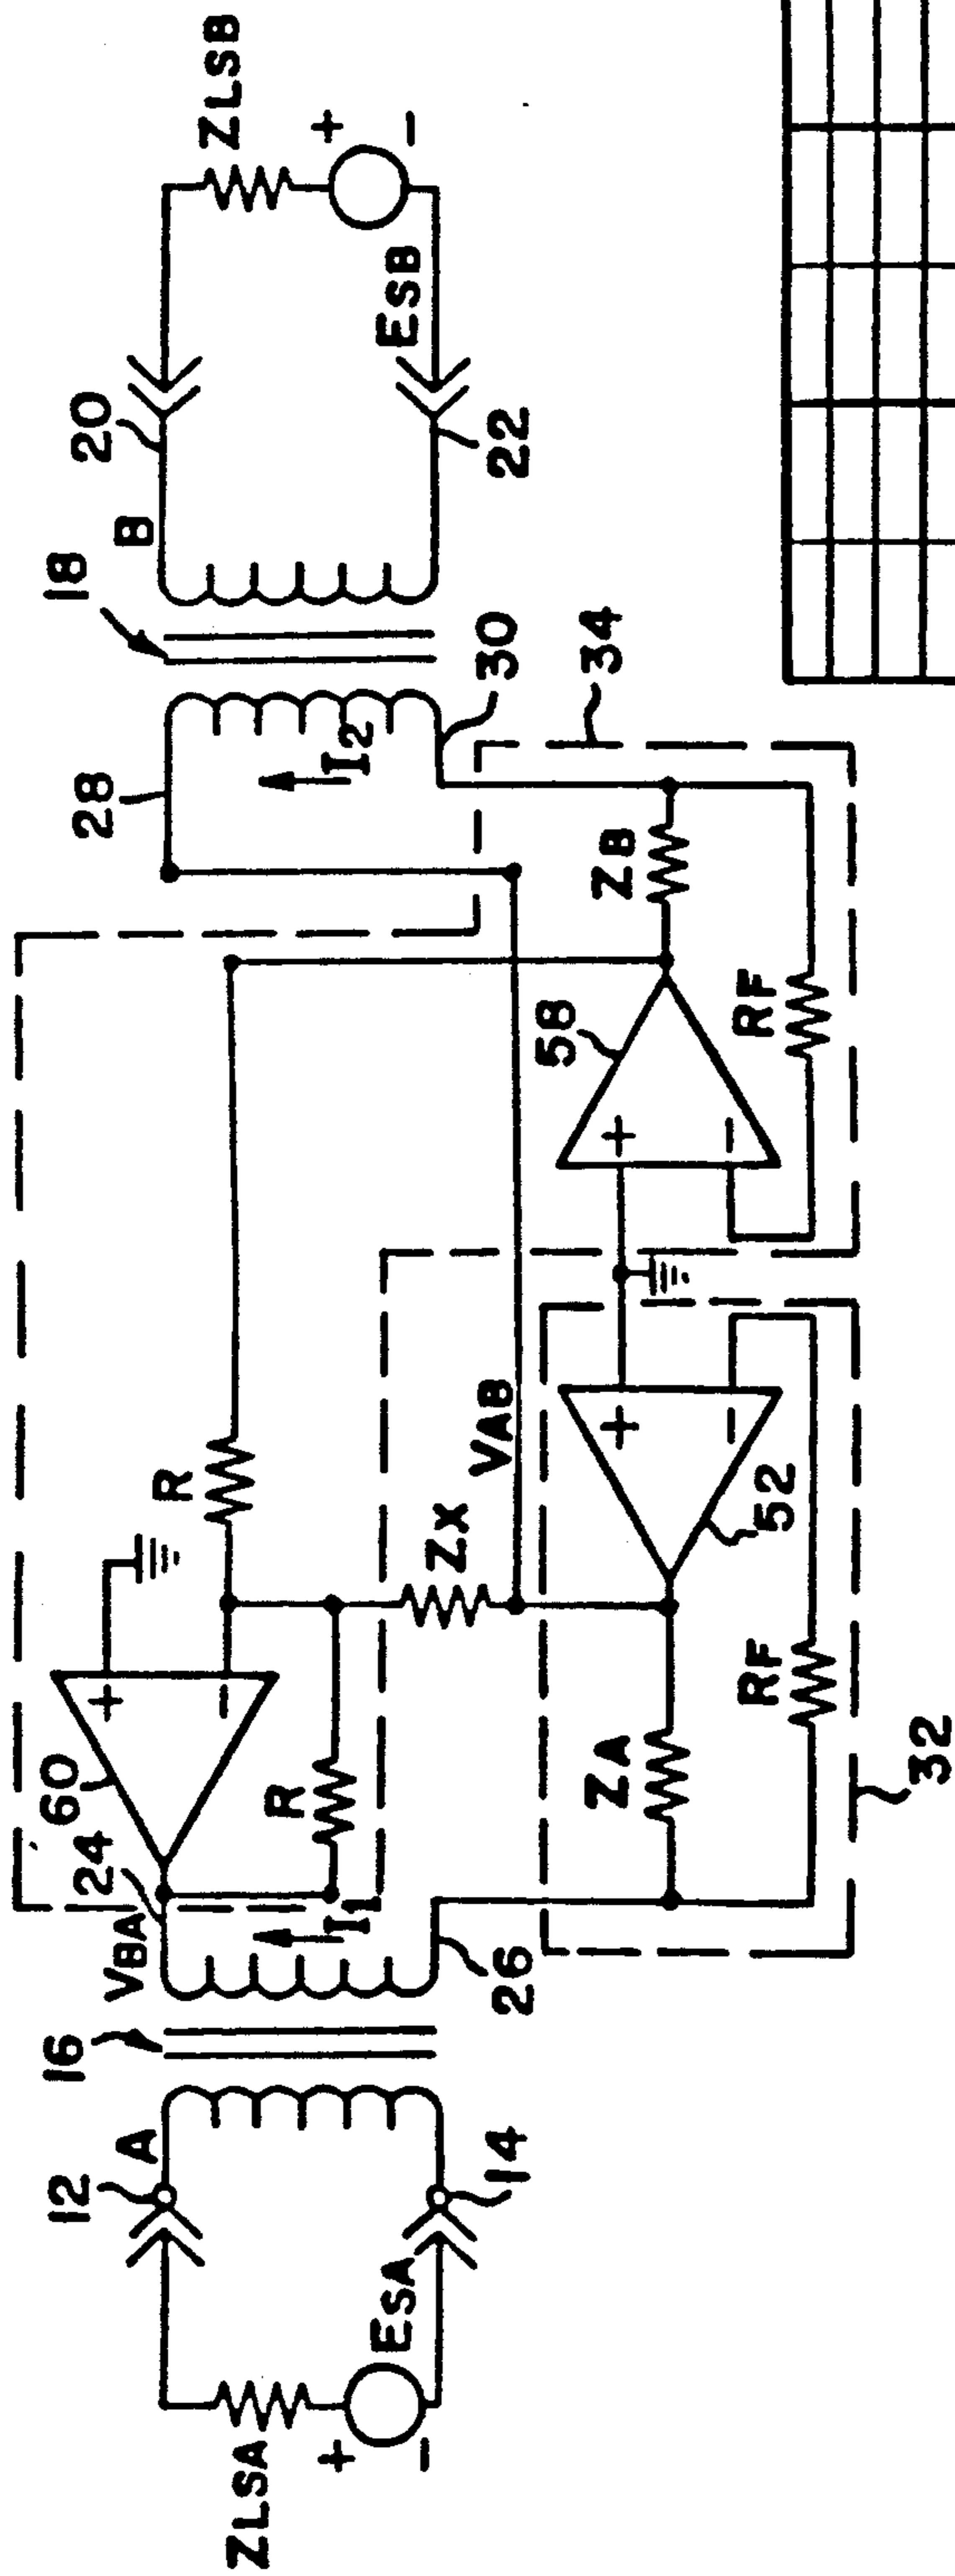 ZLSA
+
-
ESA
12
A
14
16
VBA
24
I1
26
60
+
-
R
R
ZX
VAB
ZA
RF
32
52
+
-
58
+
-
ZB
RF
34
28
I2
30
18
B
20
22
ESB
ZLSB
+
-